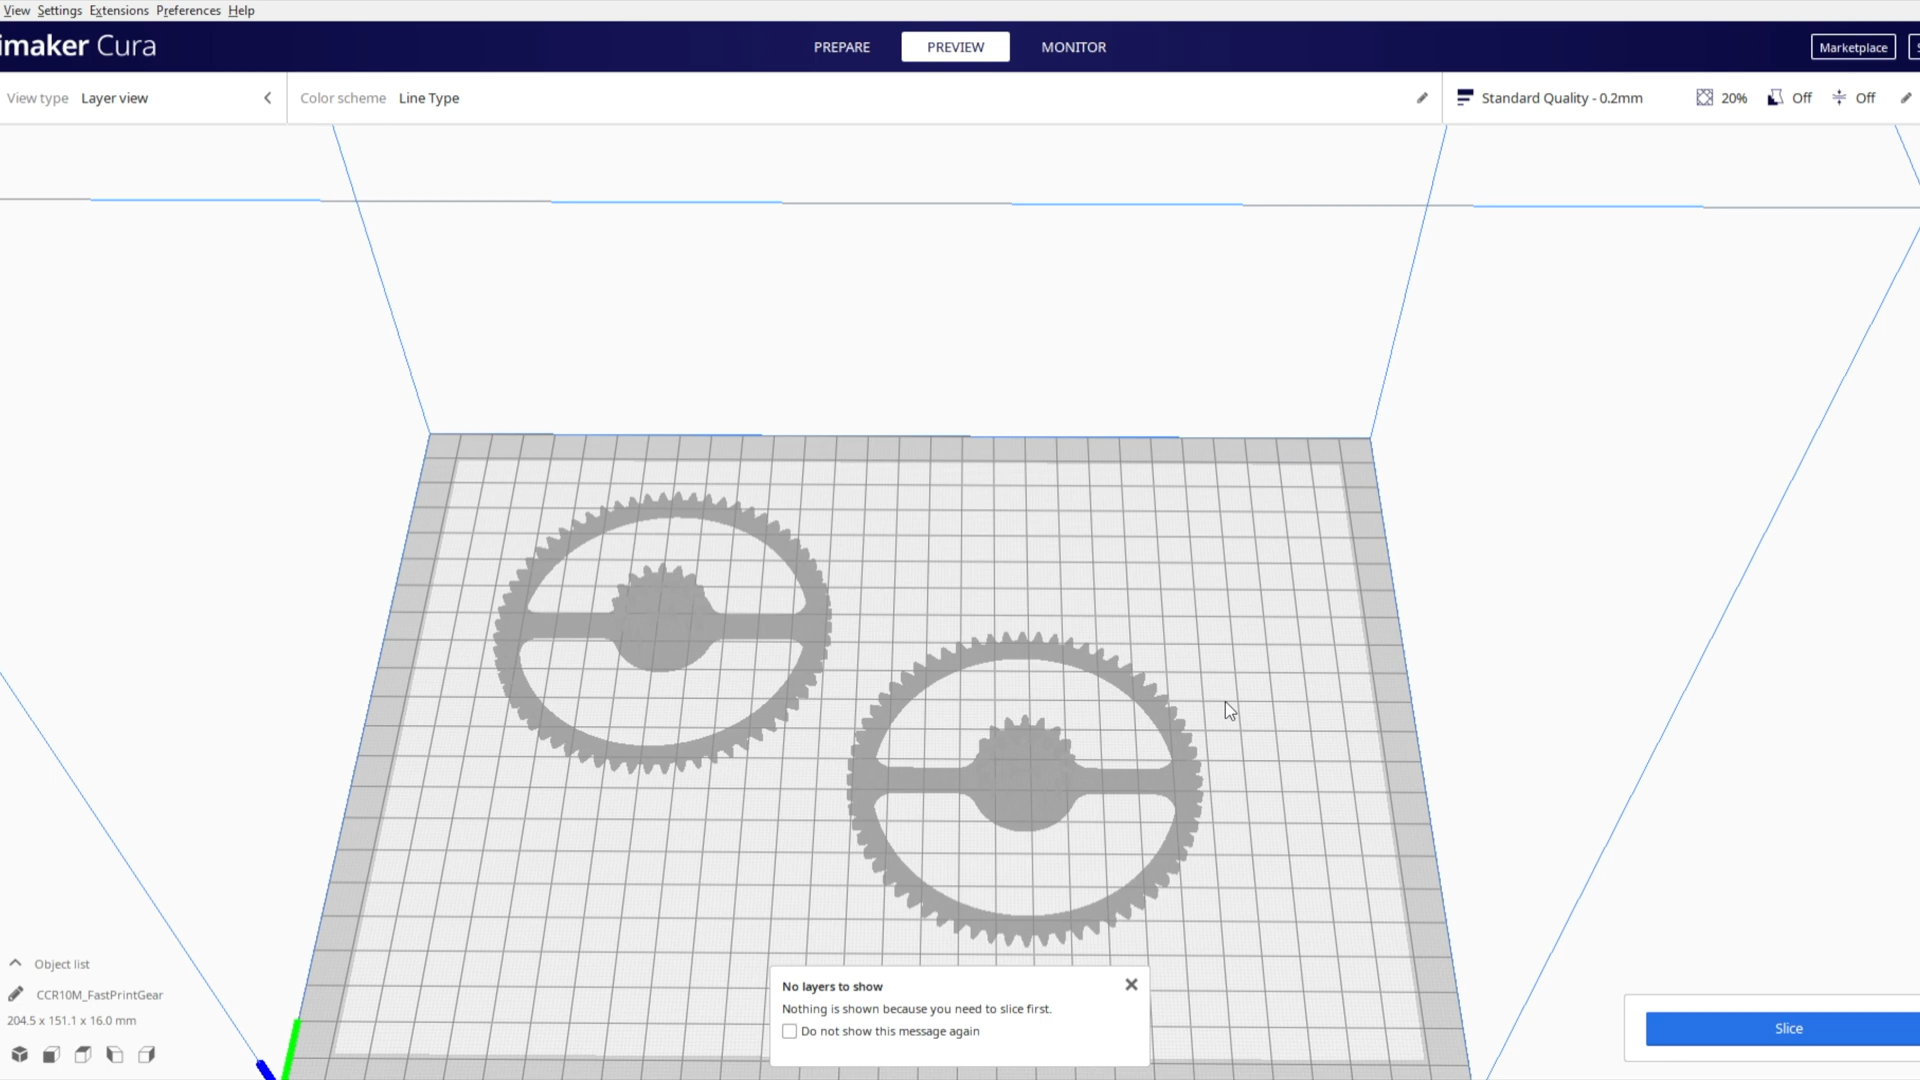 View Settings Extensions Preferences Help
imaker Cura
PREPARE PREVIEW MONITOR
Marketplace
View type Layer view
Color scheme Line Type
Standard Quality - 0.2mm 20% Off Off
Object list
CCR10M_FastPrintGear
204.5 x 151.1 x 16.0 mm
No layers to show
Nothing is shown because you need to slice first.
Do not show this message again
Slice